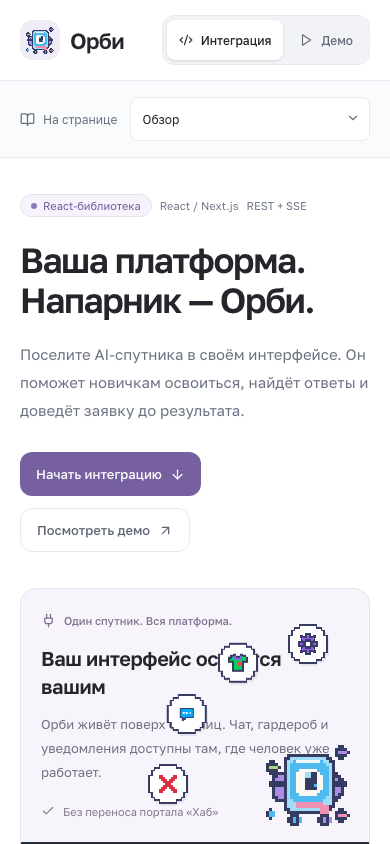 Орби
Интеграция
Демо
На странице
Обзор
React-библиотека
React / Next.js
REST + SSE
Ваша платформа.
Напарник — Орби.
Поселите AI-спутника в своём интерфейсе. Он
поможет новичкам освоиться, найдёт ответы и
доведёт заявку до результата.
Начать интеграцию
Посмотреть демо
Один спутник. Вся платформа.
Ваш интерфейс
вашим
Орби живёт поверх Чат, гардероб и
уведомления доступны там, где человек уже
работает.
Без переноса портала «Хаб»